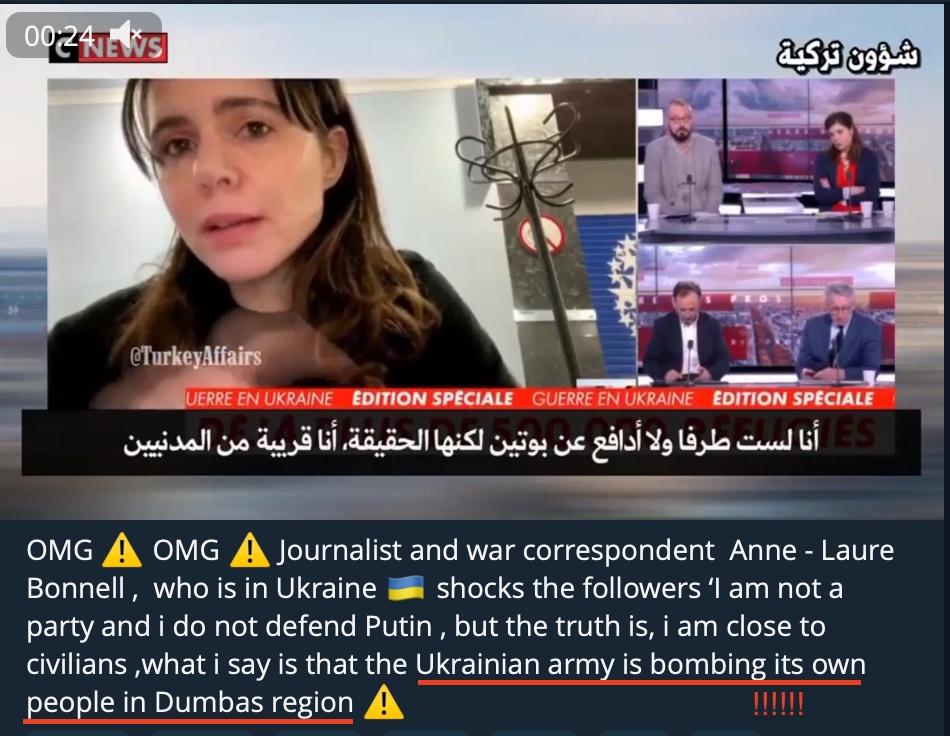 00:24
C NEWS
شؤون تركية
@TurkeyAffairs
UERRE EN UKRAINE ÉDITION SPÉCIALE GUERRE EN UKRAINE ÉDITION SPÉCIALE
أنا لست طرفا ولا أدافع عن بوتين لكنها الحقيقة، أنا قريبة من المدنيين
OMG ⚠️ OMG ⚠️ Journalist and war correspondent Anne - Laure
Bonnell , who is in Ukraine 🇺🇦 shocks the followers ‘I am not a
party and i do not defend Putin , but the truth is, i am close to
civilians ,what i say is that the Ukrainian army is bombing its own
people in Dumbas region ⚠️ !!!!!!